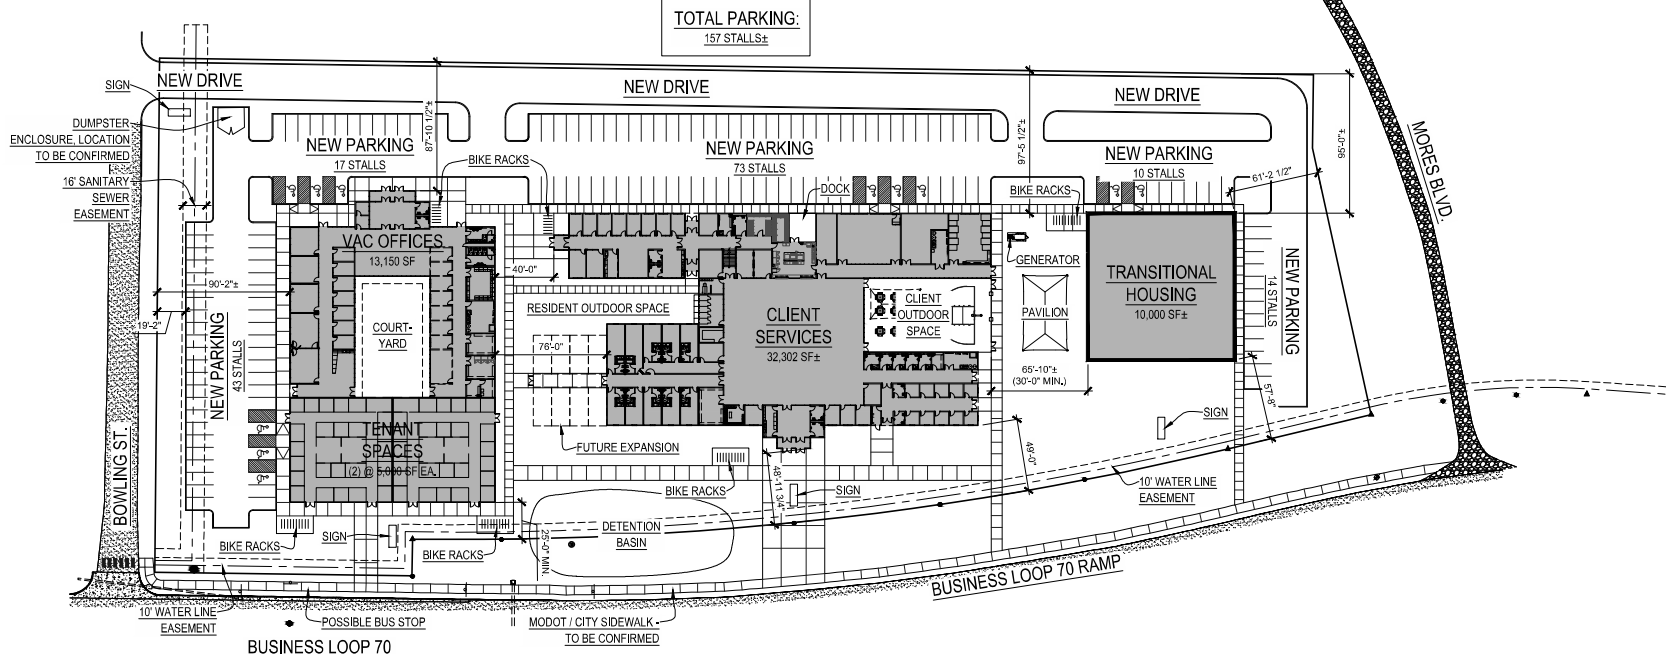 TOTAL PARKING:
157 STALLS±
NEW DRIVE
NEW DRIVE
NEW DRIVE
SIGN
DUMPSTER
ENCLOSURE, LOCATION
TO BE CONFIRMED
16' SANITARY
SEWER
EASEMENT
NEW PARKING
17 STALLS
87'-10 1/2"±
BIKE RACKS
NEW PARKING
73 STALLS
DOCK
97'-5 1/2"±
NEW PARKING
10 STALLS
BIKE RACKS
61'-2 1/2"
95'-0"±
MORES BLVD.
VAC OFFICES
13,150 SF
40'-0"
GENERATOR
TRANSITIONAL
HOUSING
10,000 SF±
NEW PARKING
14 STALLS
90'-2"±
19'-2"
RESIDENT OUTDOOR SPACE
CLIENT
OUTDOOR
SPACE
PAVILION
COURT-
YARD
CLIENT
SERVICES
32,302 SF±
NEW PARKING
43 STALLS
76'-0"
65'-10"±
(30'-0" MIN.)
57'-8"
SIGN
TENANT
SPACES
(2) @ 5,000 SF EA.
FUTURE EXPANSION
49'-0"
BOWLING ST.
BIKE RACKS
48'-11 3/4"
SIGN
10' WATER LINE
EASEMENT
BIKE RACKS
SIGN
BIKE RACKS
25'-0" MIN.
DETENTION
BASIN
BUSINESS LOOP 70 RAMP
10' WATER LINE
EASEMENT
POSSIBLE BUS STOP
MODOT / CITY SIDEWALK -
TO BE CONFIRMED
BUSINESS LOOP 70